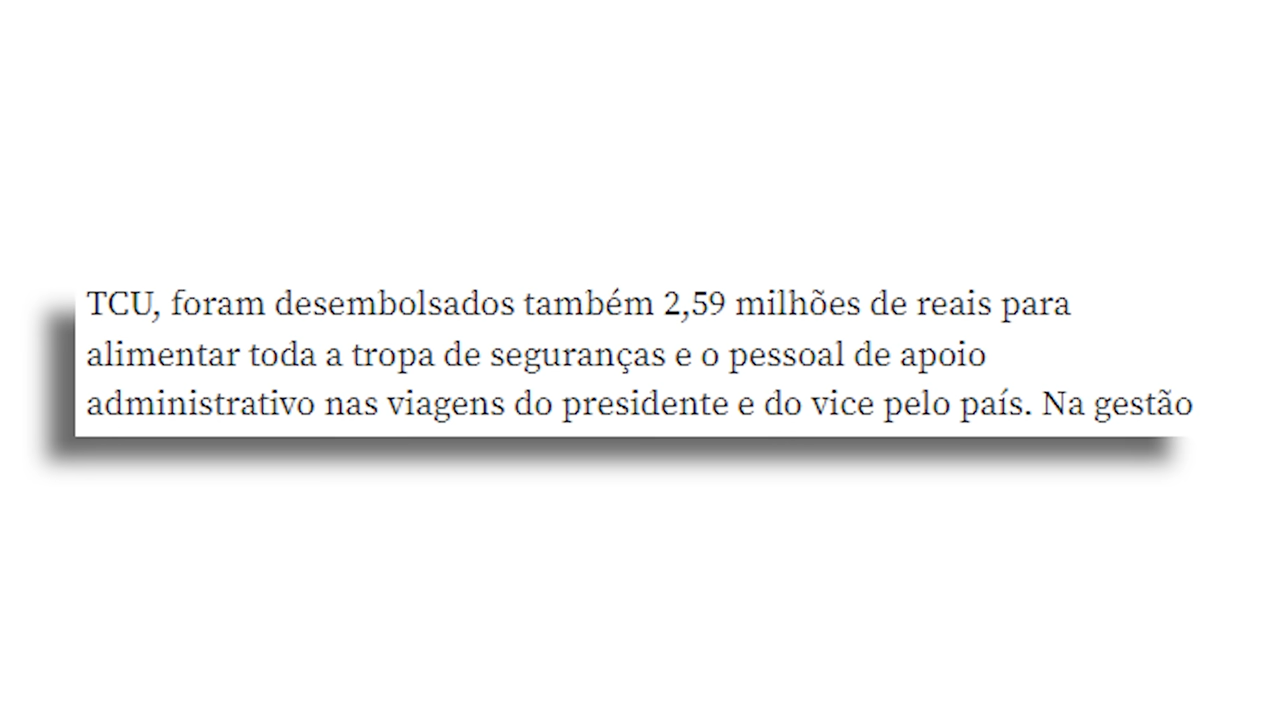 TCU, foram desembolsados também 2,59 milhões de reais para
alimentar toda a tropa de seguranças e o pessoal de apoio
administrativo nas viagens do presidente e do vice pelo país. Na gestão